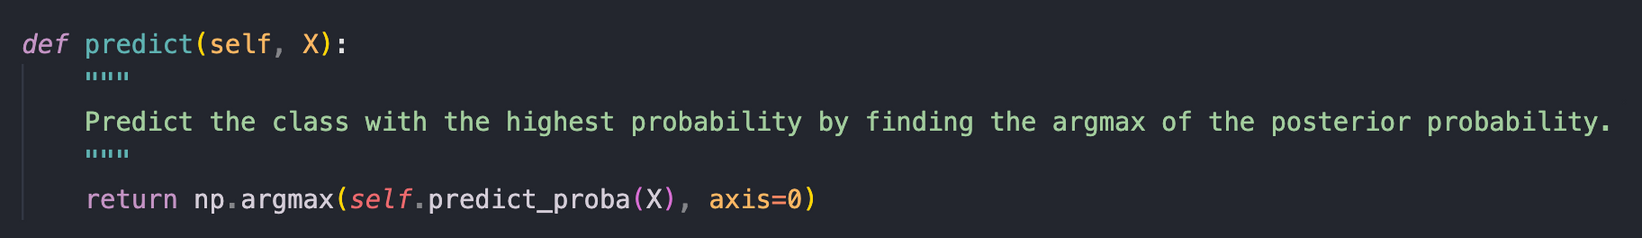 def predict(self, X):
"""
Predict the class with the highest probability by finding the argmax of the posterior probability.
"""
return np.argmax(self.predict_proba(X), axis=0)